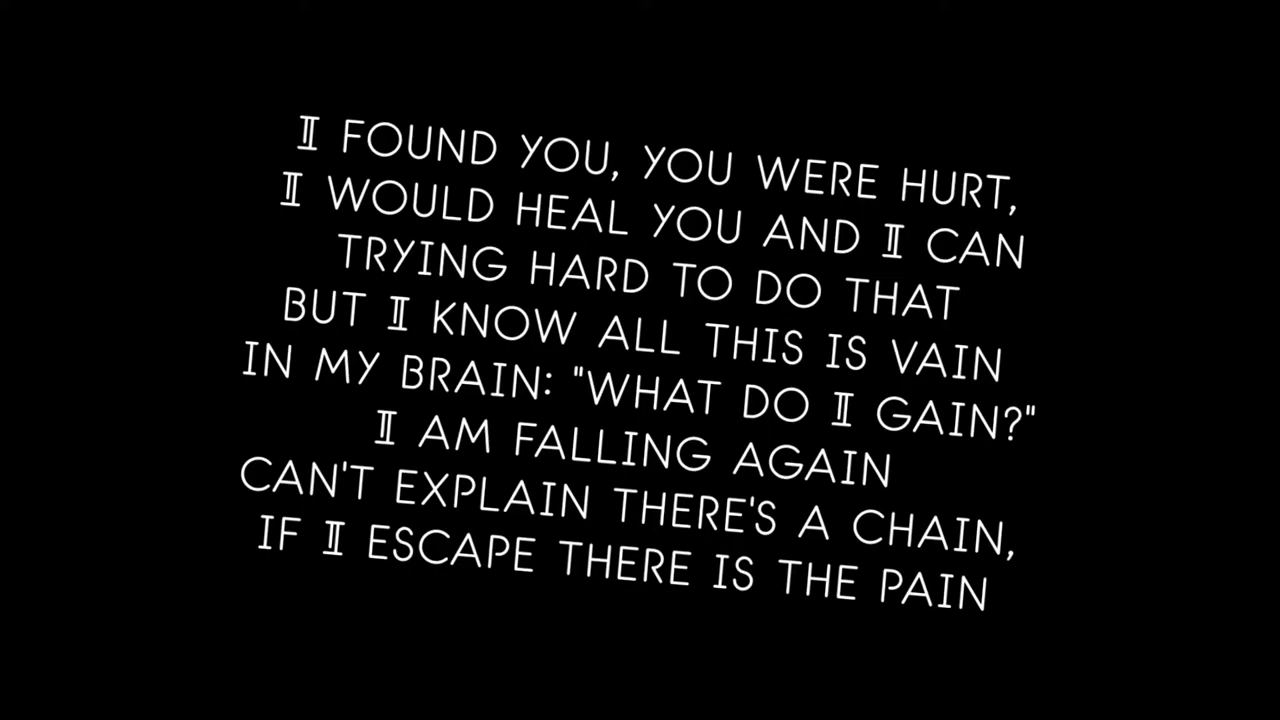 I FOUND YOU, YOU WERE HURT,
I WOULD HEAL YOU AND I CAN
TRYING HARD TO DO THAT
BUT I KNOW ALL THIS IS VAIN
IN MY BRAIN: "WHAT DO I GAIN?"
I AM FALLING AGAIN
CAN'T EXPLAIN THERE'S A CHAIN,
IF I ESCAPE THERE IS THE PAIN